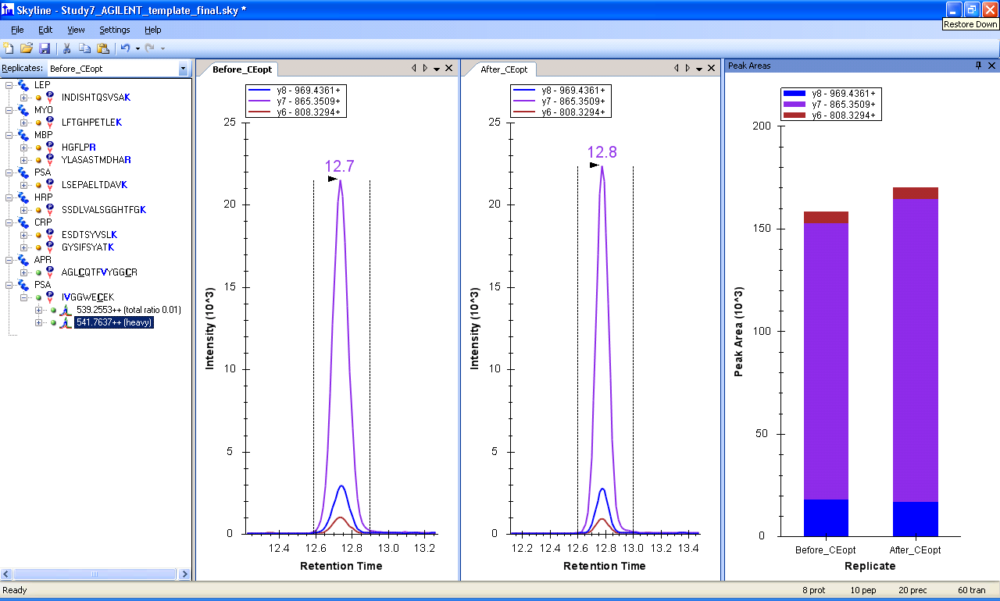 Skyline - Study7_AGILENT_template_final.sky *
Restore Down
File Edit View Settings Help
Replicates: Before_CEopt
LEP
INDISHTQSVSAK
MYO
LFTGHPETLEK
MBP
HGFLPR
YLASASTMDHAR
PSA
LSEPAELTDAVK
HRP
SSDLVALSGGHTFGK
CRP
ESDTSYVSLK
GYSIFSYATK
APR
AGLCQTFVYGGCR
PSA
IVGGWECEK
539.2553++ (total ratio 0.01)
541.7637++ (heavy)
Before_CEopt
y8 - 969.4361+
y7 - 865.3509+
y6 - 808.3294+
25
20
15
10
5
0
Intensity (10^3)
12.7
12.4 12.6 12.8 13.0 13.2
Retention Time
After_CEopt
y8 - 969.4361+
y7 - 865.3509+
y6 - 808.3294+
25
20
15
10
5
0
Intensity (10^3)
12.8
12.2 12.4 12.6 12.8 13.0 13.2 13.4
Retention Time
Peak Areas
y8 - 969.4361+
y7 - 865.3509+
y6 - 808.3294+
200
150
100
50
0
Peak Area (10^3)
Before_CEopt After_CEopt
Replicate
Ready
8 prot 10 pep 20 prec 60 tran